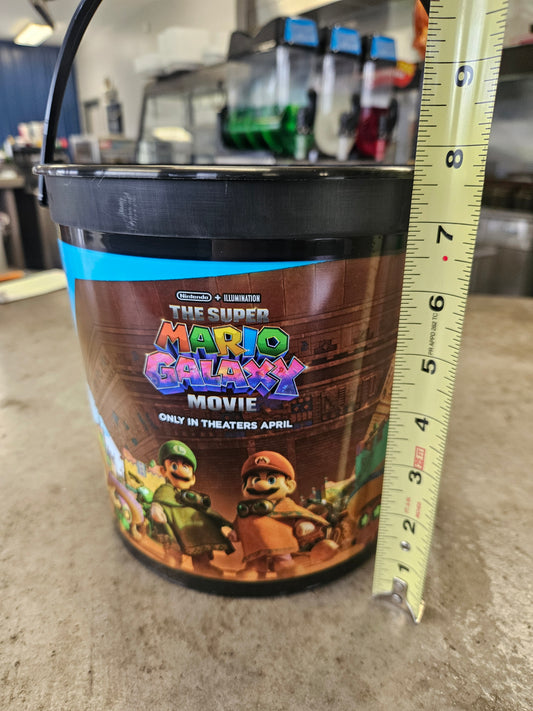 Nintendo + ILLUMINATION
THE SUPER
MARIO
GALAXY
MOVIE
ONLY IN THEATERS APRIL
9
8
7
6
5
4
3
2
1